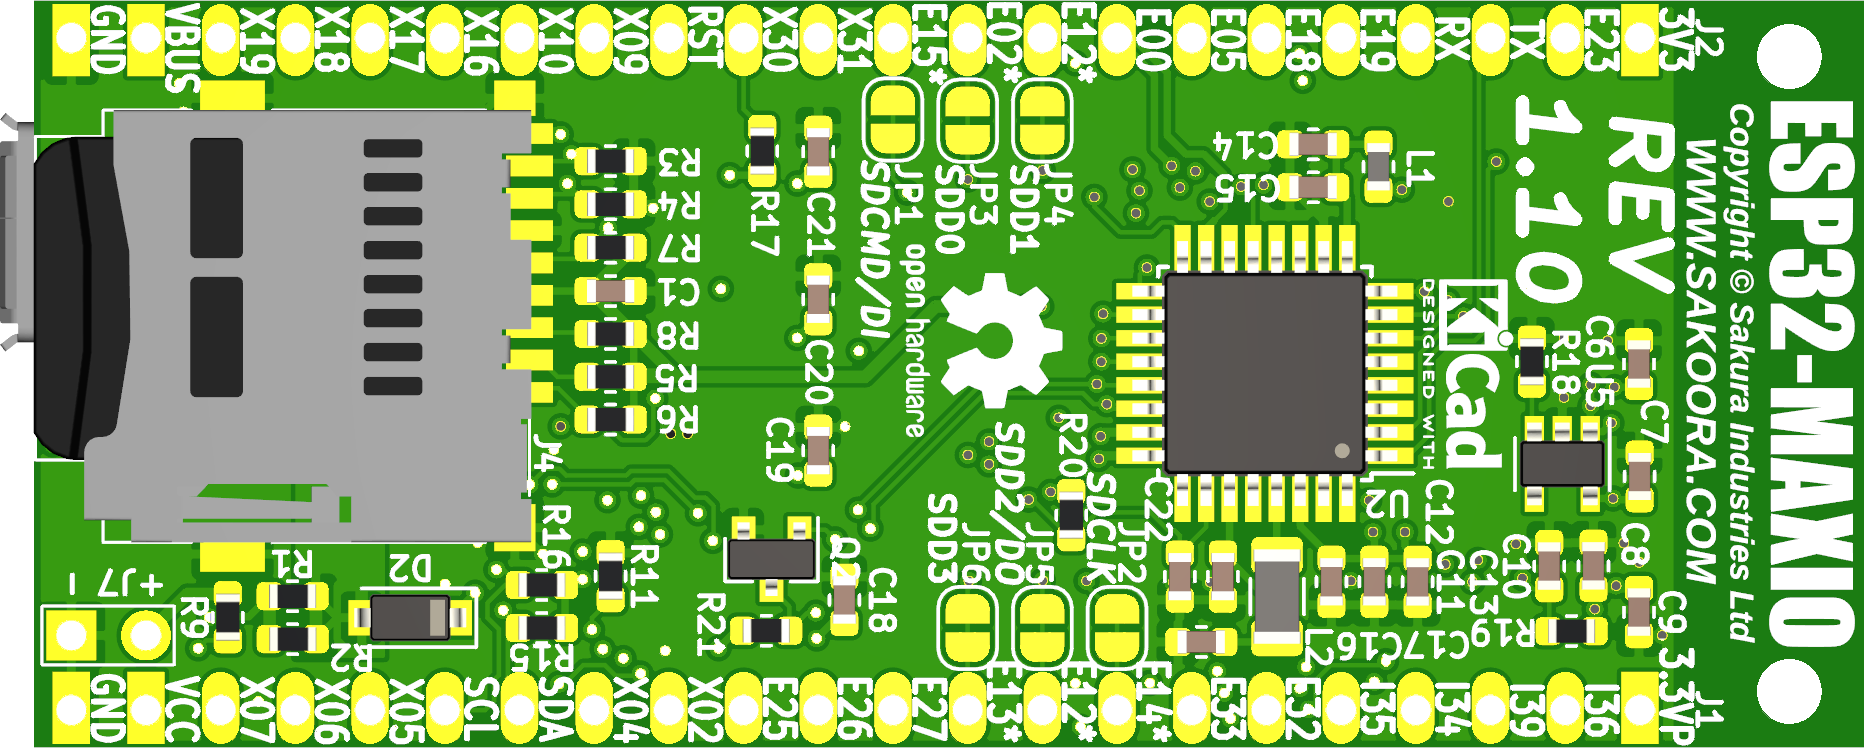 GND
VBUS
X19
X18
X17
X16
X10
X09
RST
X30
X31
E15*
E02*
E12*
E00
E05
E18
E19
RX
TX
E23
3V3
J2
R3
R4
R7
C1
R8
R5
R6
J4
R17
C21
C20
C19
JP1
SDCMD/DI
JP3
SDD0
JP4
SDD1
open hardware
C14
C15
L1
REV
1.10
DESIGNED WITH
KiCad
R18
C6
U5
C7
ESP32-MAXIO
Copyright © Sakura Industries Ltd
WWW.SAKOORA.COM
R20
SDD2/DO
JP5
SDCLK
JP2
SDD3
JP6
C22
U2
C12
C11
C13
C10
C8
C9
R19
L2
C16
C17
R16
R11
R15
R21
C18
D2
R1
R2
R9
+J7-
GND
VCC
X07
X06
X05
SCL
SDA
X04
X02
E25
E26
E27
E13*
E12*
E14*
E33
E32
I35
I34
I39
I36
3.3VP
J1